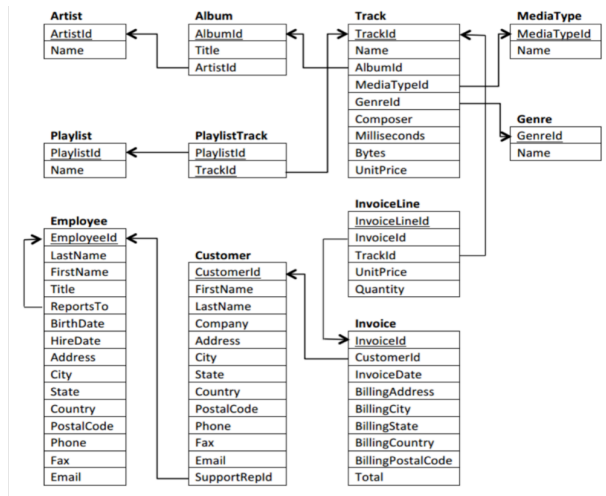 Artist
ArtistId
Name
Album
AlbumId
Title
ArtistId
Track
TrackId
Name
AlbumId
MediaTypeId
GenreId
Composer
Milliseconds
Bytes
UnitPrice
MediaType
MediaTypeId
Name
Genre
GenreId
Name
Playlist
PlaylistId
Name
PlaylistTrack
PlaylistId
TrackId
InvoiceLine
InvoiceLineId
InvoiceId
TrackId
UnitPrice
Quantity
Employee
EmployeeId
LastName
FirstName
Title
ReportsTo
BirthDate
HireDate
Address
City
State
Country
PostalCode
Phone
Fax
Email
Customer
CustomerId
FirstName
LastName
Company
Address
City
State
Country
PostalCode
Phone
Fax
Email
SupportRepId
Invoice
InvoiceId
CustomerId
InvoiceDate
BillingAddress
BillingCity
BillingState
BillingCountry
BillingPostalCode
Total